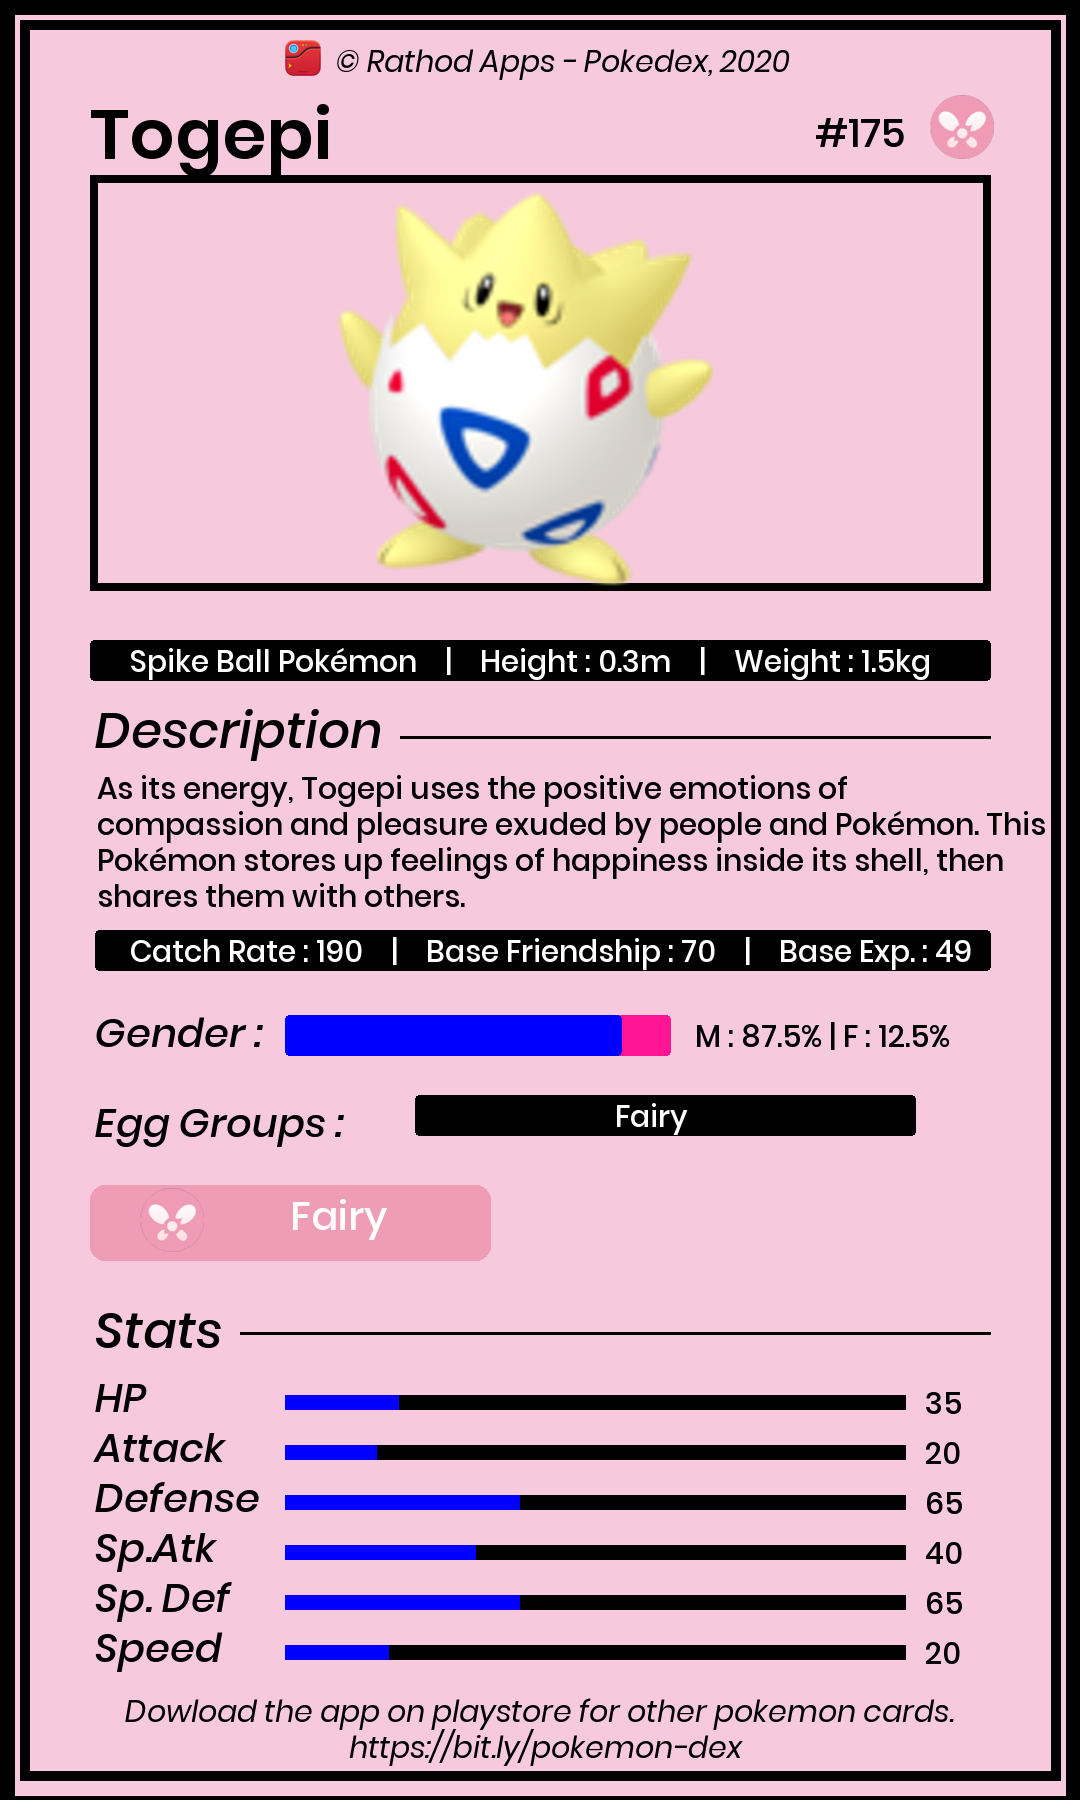 © Rathod Apps - Pokedex, 2020
Togepi #175
Spike Ball Pokémon | Height : 0.3m | Weight : 1.5kg
Description
As its energy, Togepi uses the positive emotions of
compassion and pleasure exuded by people and Pokémon. This
Pokémon stores up feelings of happiness inside its shell, then
shares them with others.
Catch Rate : 190 | Base Friendship : 70 | Base Exp. : 49
Gender : M : 87.5% | F : 12.5%
Egg Groups : Fairy
Fairy
Stats
HP 35
Attack 20
Defense 65
Sp.Atk 40
Sp. Def 65
Speed 20
Dowload the app on playstore for other pokemon cards.
https://bit.ly/pokemon-dex